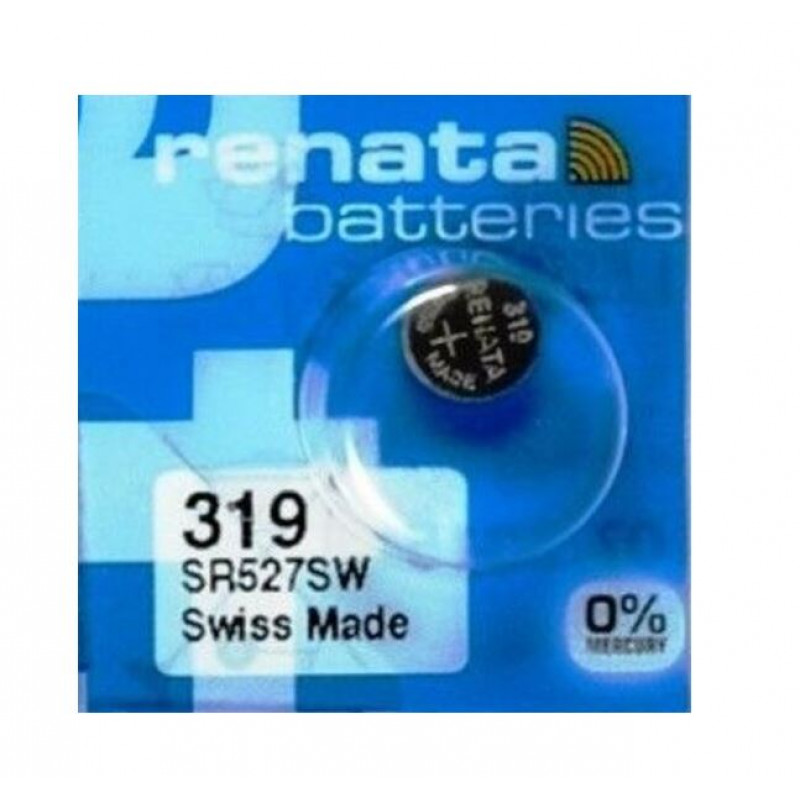 renata
batteries
319
RENATA
MADE
319
SR527SW
Swiss Made
0%
MERCURY